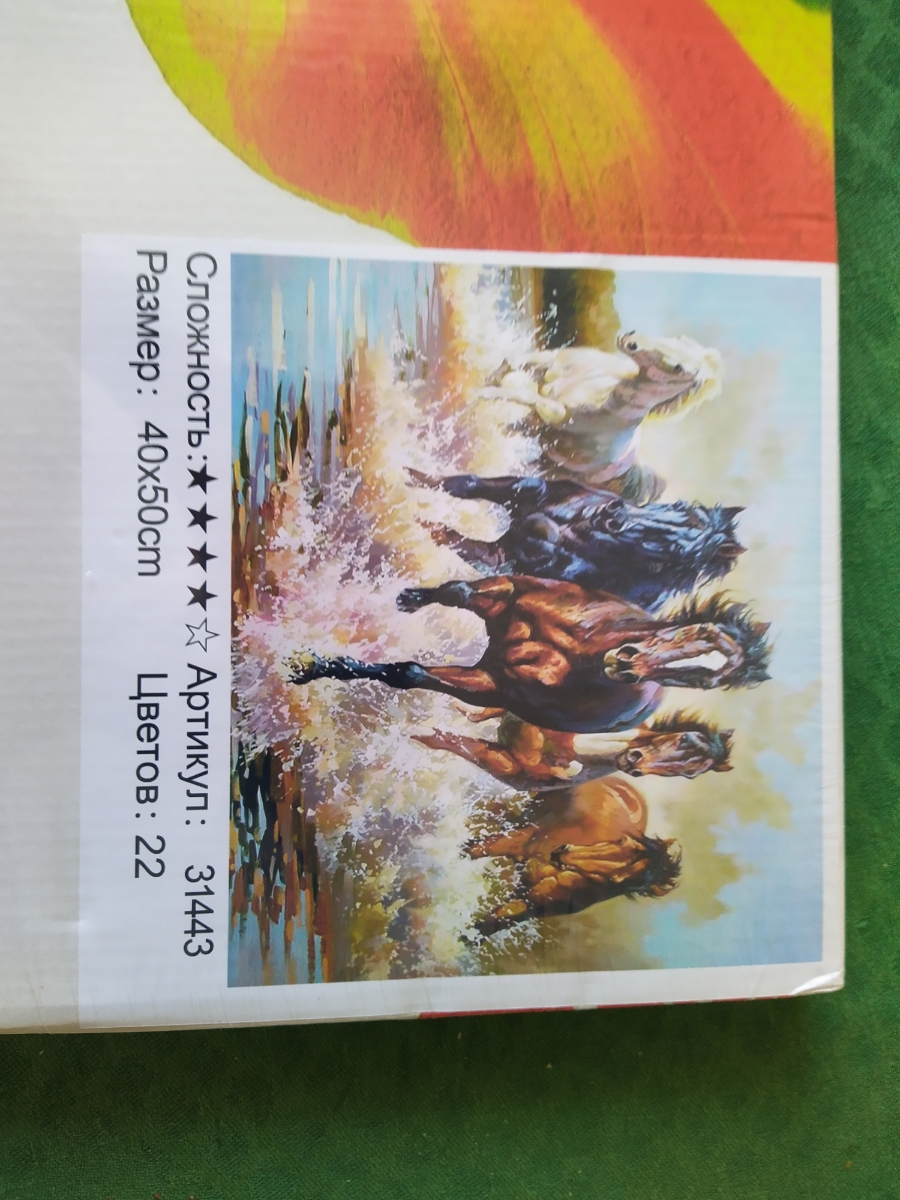 Сложность:★★★★☆ Артикул: 31443
Размер: 40x50cm Цветов: 22